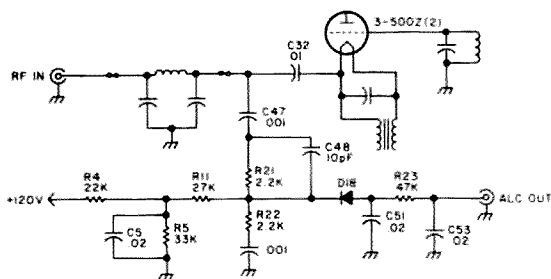 3-500Z(2)
C32
.01
RF IN
C47
.001
C48
10pF
R4
22K
R11
27K
R21
2.2K
D18
R23
47K
+120V
ALC OUT
C5
.02
R5
33K
R22
2.2K
.001
C51
.02
C53
.02